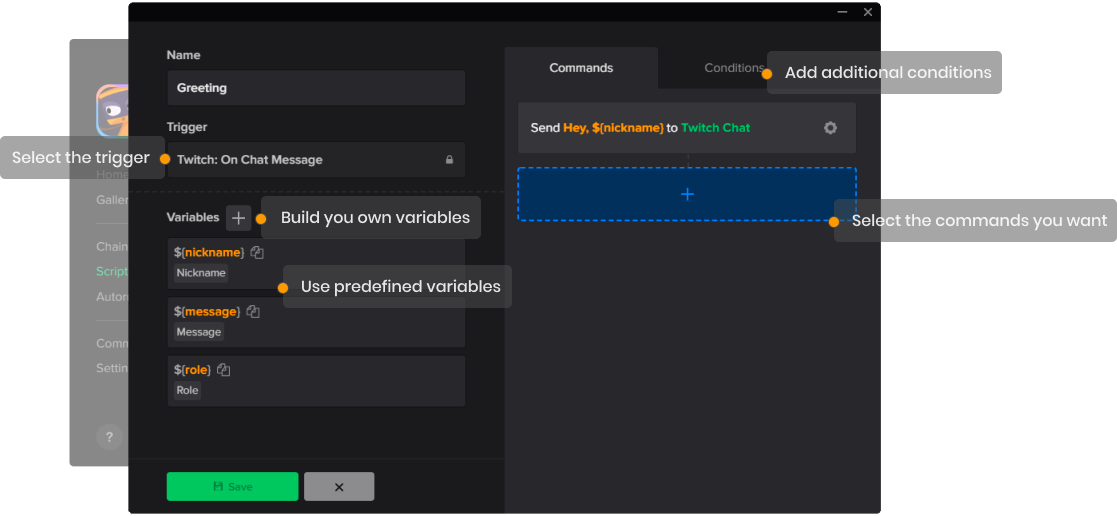 Name
Greeting
Trigger
Select the trigger
Twitch: On Chat Message
Variables
Build you own variables
${nickname}
Nickname
Use predefined variables
${message}
Message
${role}
Role
Save
Commands
Conditions
Add additional conditions
Send Hey, ${nickname} to Twitch Chat
+
Select the commands you want
Home
Galler
Chain
Script
Autom
Comm
Settin
?